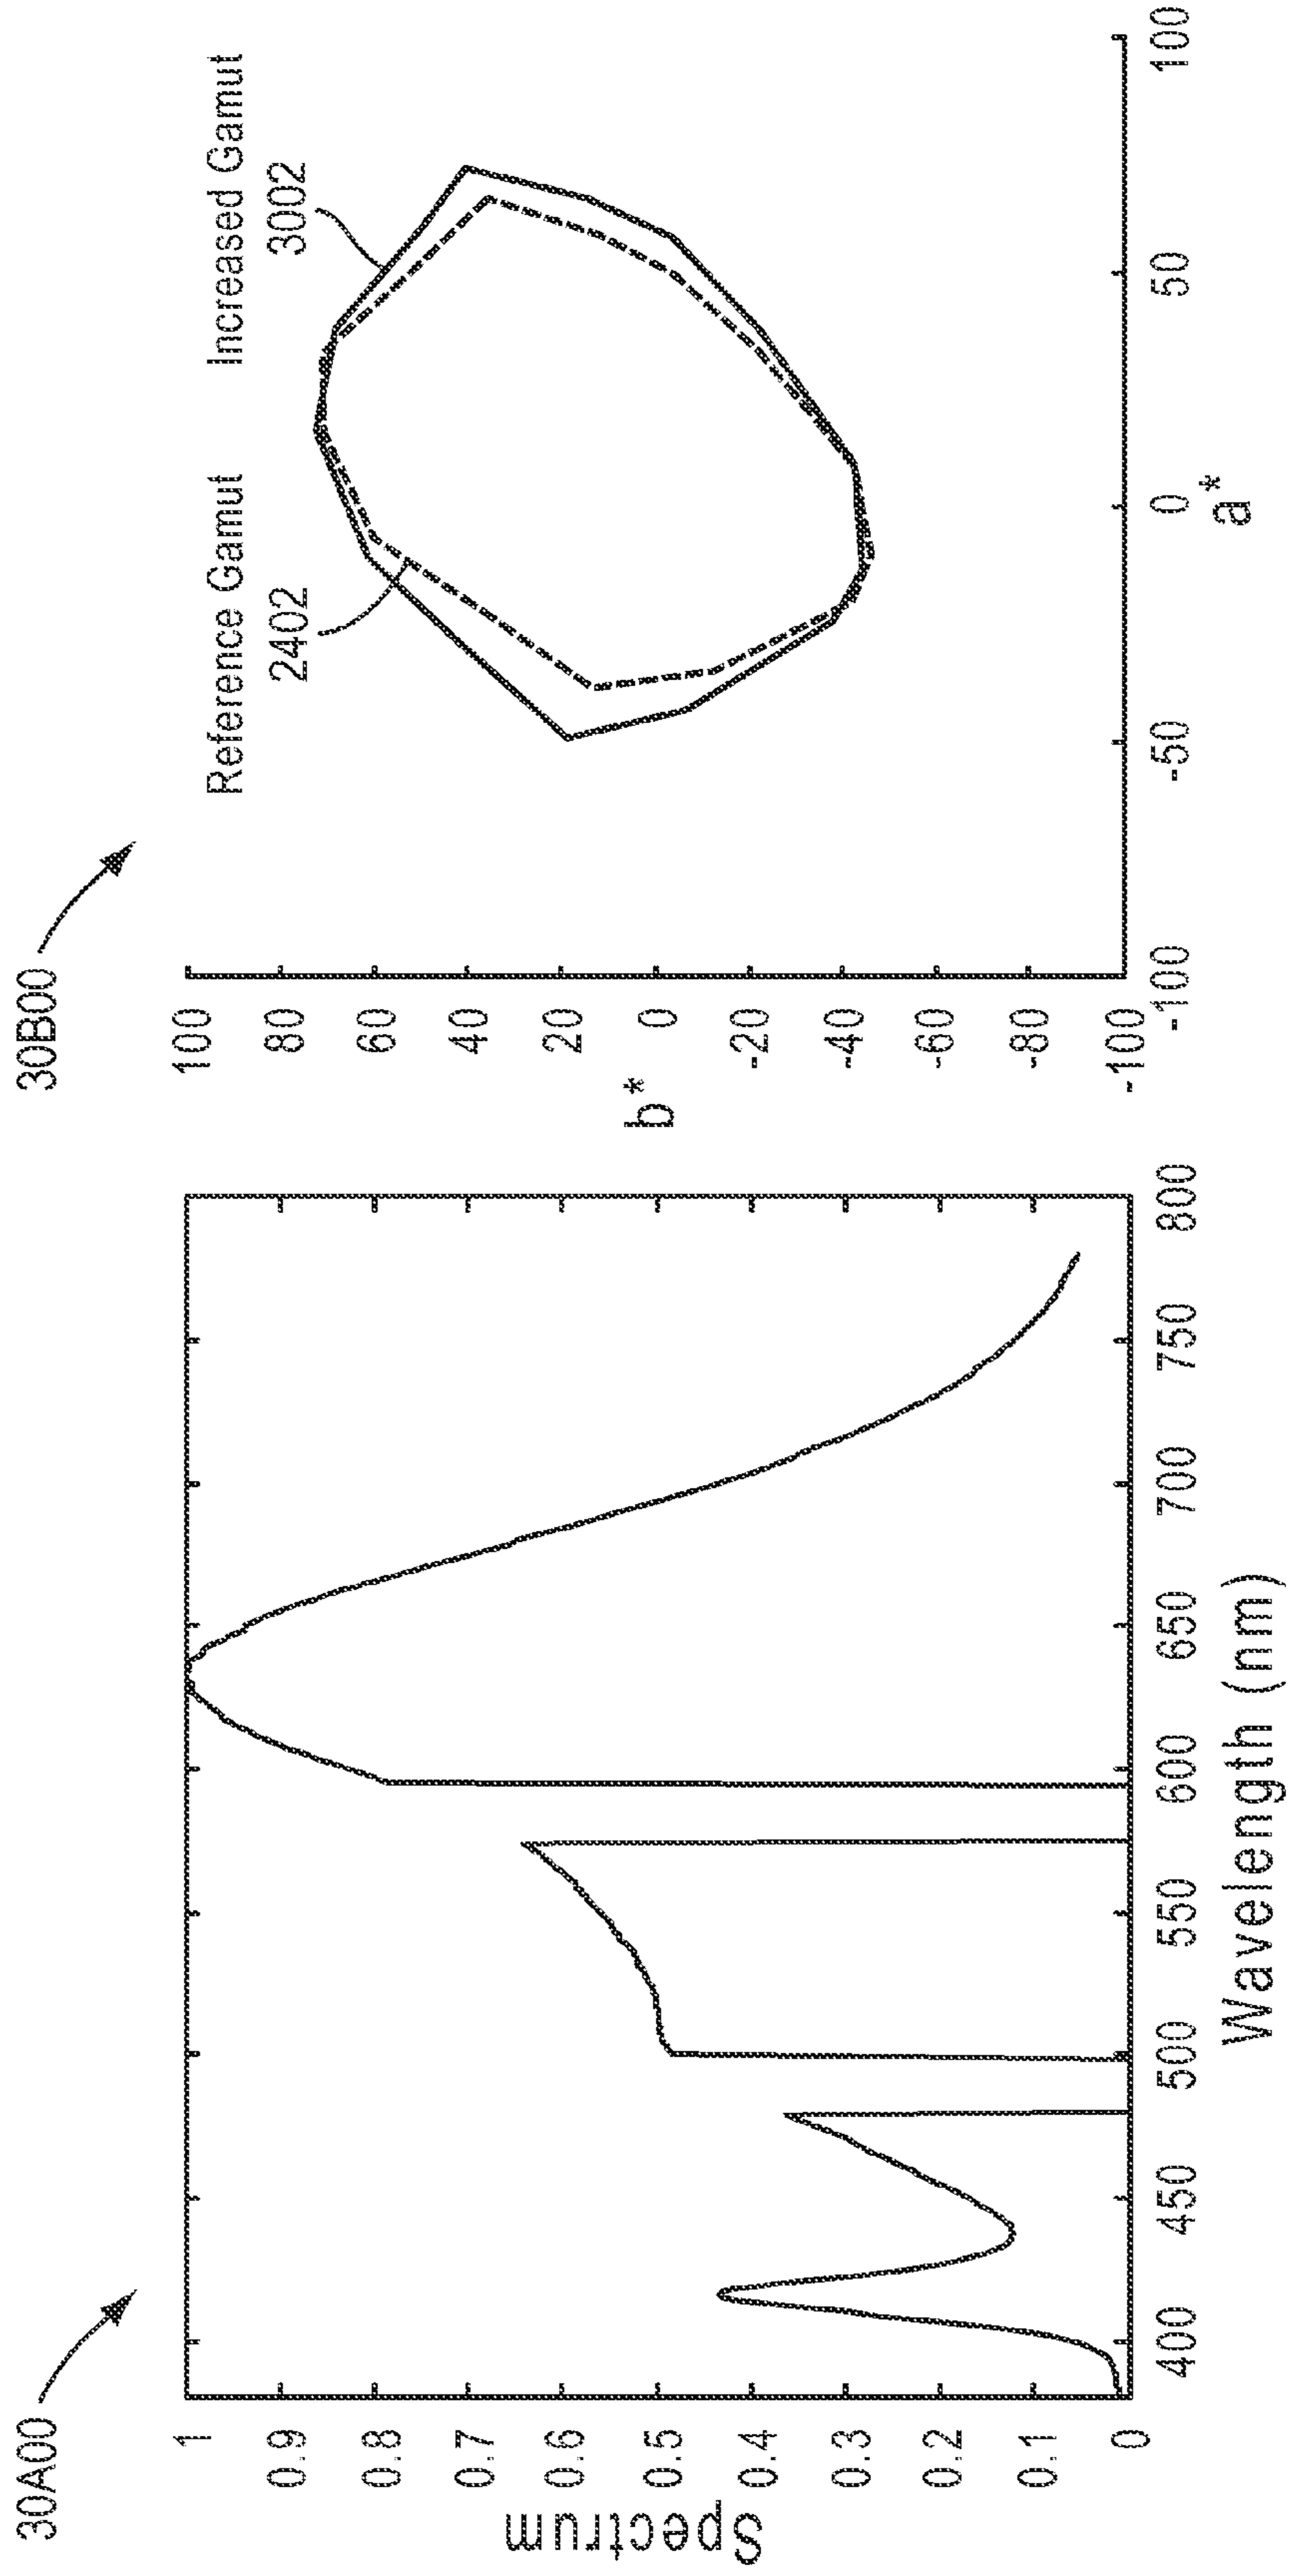 30A00
Spectrum
1
0.9
0.8
0.7
0.6
0.5
0.4
0.3
0.2
0.1
0
400 450 500 550 600 650 700 750 800
Wavelength (nm)
30B00
Reference Gamut
2402
Increased Gamut
3002
b*
100
80
60
40
20
0
-20
-40
-60
-80
-100
-100 -50 0 50 100
a*